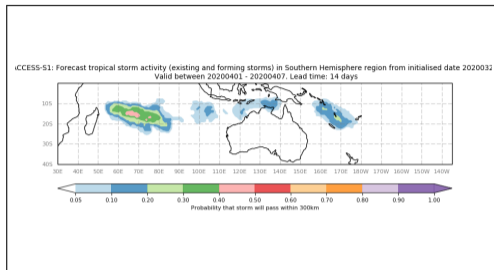 \CCESS-S1: Forecast tropical storm activity (existing and forming storms) in Southern Hemisphere region from initialised date 2020032
Valid between 20200401 - 20200407. Lead time: 14 days
10S
20S
30S
40S
30E 40E 50E 60E 70E 80E 90E 100E 110E 120E 130E 140E 150E 160E 170E 180W 170W 160W 150W 140W
0.05 0.10 0.20 0.30 0.40 0.50 0.60 0.70 0.80 0.90 1.00
Probability that storm will pass within 300km